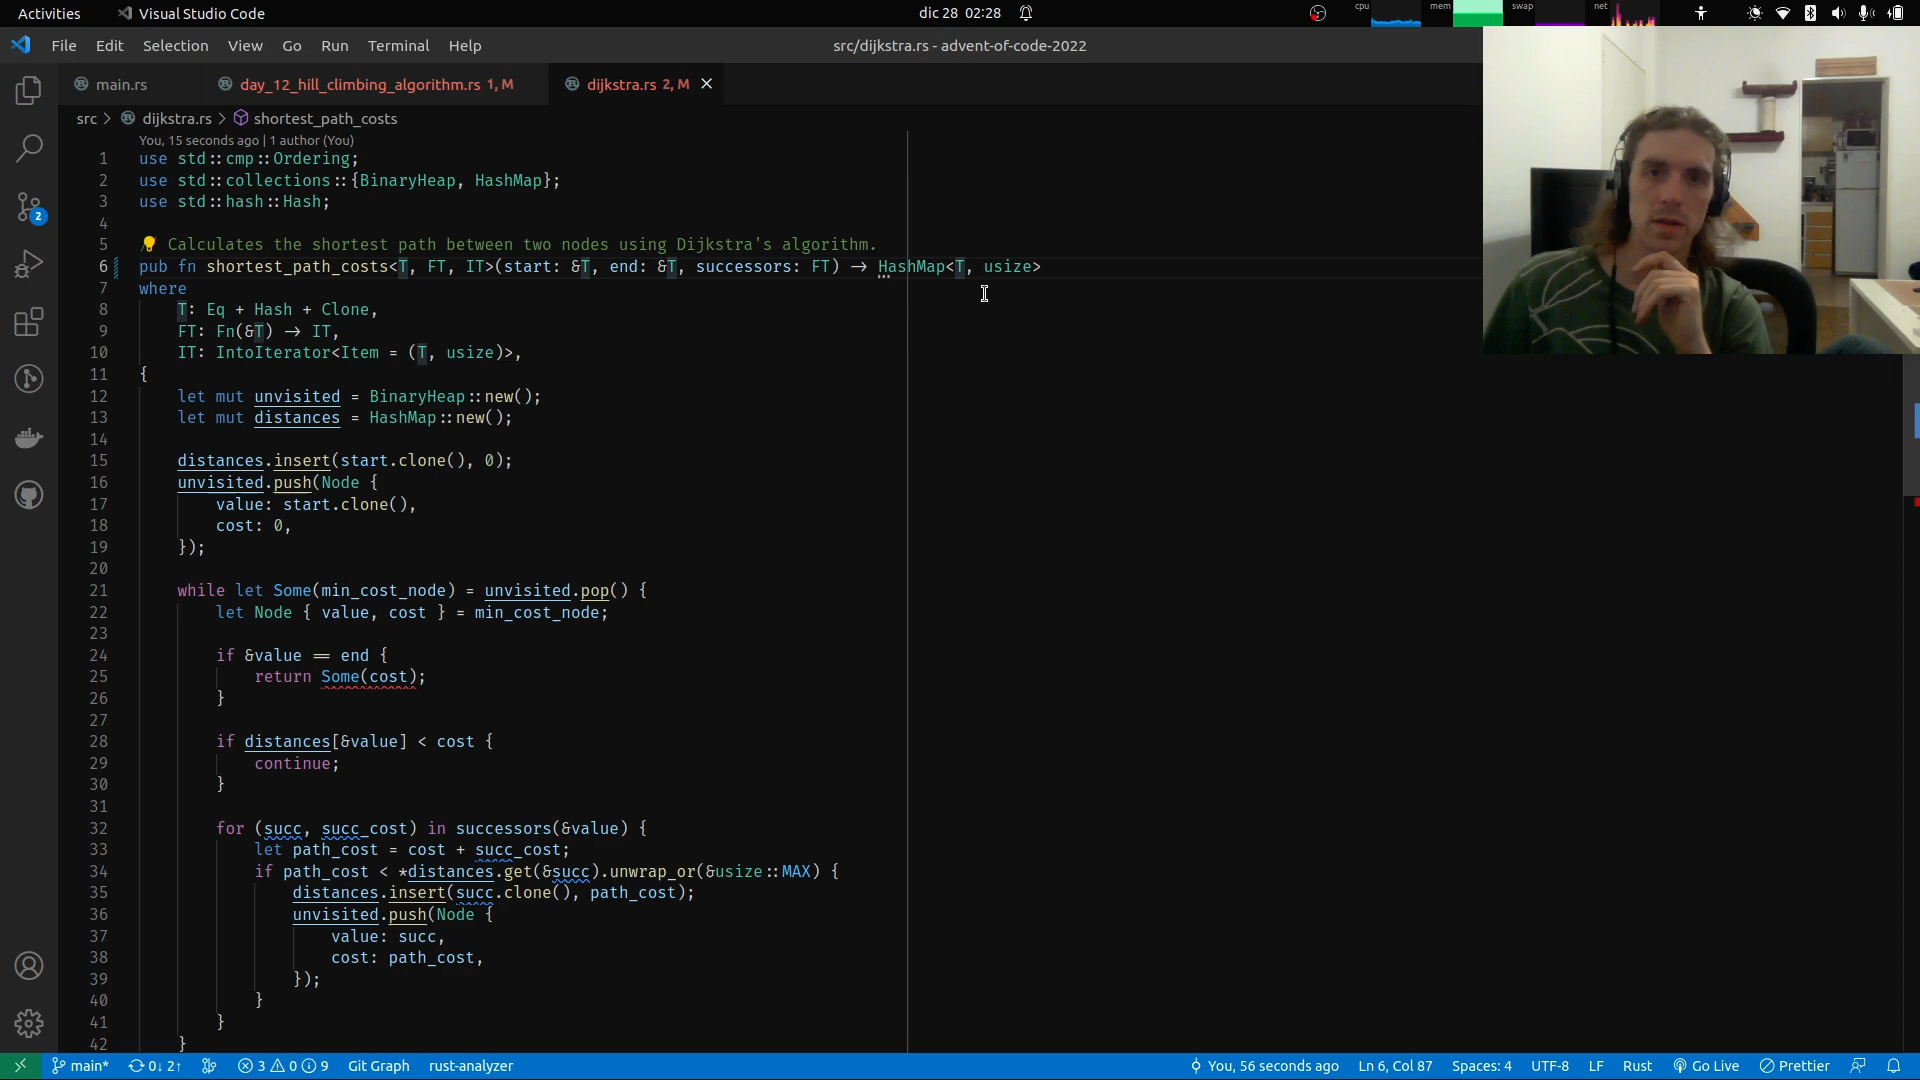 Activities
Visual Studio Code
dic 28 02:28
cpu
mem
swap
net
File Edit Selection View Go Run Terminal Help
src/dijkstra.rs - advent-of-code-2022
main.rs
day_12_hill_climbing_algorithm.rs 1, M
dijkstra.rs 2, M
src > dijkstra.rs > shortest_path_costs
You, 15 seconds ago | 1 author (You)
1 use std::cmp::Ordering;
2 use std::collections::{BinaryHeap, HashMap};
3 use std::hash::Hash;
4
5 Calculates the shortest path between two nodes using Dijkstra's algorithm.
6 pub fn shortest_path_costs<T, FT, IT>(start: &T, end: &T, successors: FT) -> HashMap<T, usize>
7 where
8 T: Eq + Hash + Clone,
9 FT: Fn(&T) -> IT,
10 IT: IntoIterator<Item = (T, usize)>,
11 {
12 let mut unvisited = BinaryHeap::new();
13 let mut distances = HashMap::new();
14
15 distances.insert(start.clone(), 0);
16 unvisited.push(Node {
17 value: start.clone(),
18 cost: 0,
19 });
20
21 while let Some(min_cost_node) = unvisited.pop() {
22 let Node { value, cost } = min_cost_node;
23
24 if &value == end {
25 return Some(cost);
26 }
27
28 if distances[&value] < cost {
29 continue;
30 }
31
32 for (succ, succ_cost) in successors(&value) {
33 let path_cost = cost + succ_cost;
34 if path_cost < *distances.get(&succ).unwrap_or(&usize::MAX) {
35 distances.insert(succ.clone(), path_cost);
36 unvisited.push(Node {
37 value: succ,
38 cost: path_cost,
39 });
40 }
41 }
42 }
2
main* 0↓ 2↑ 3 0 9 Git Graph rust-analyzer
You, 56 seconds ago Ln 6, Col 87 Spaces: 4 UTF-8 LF Rust Go Live Prettier